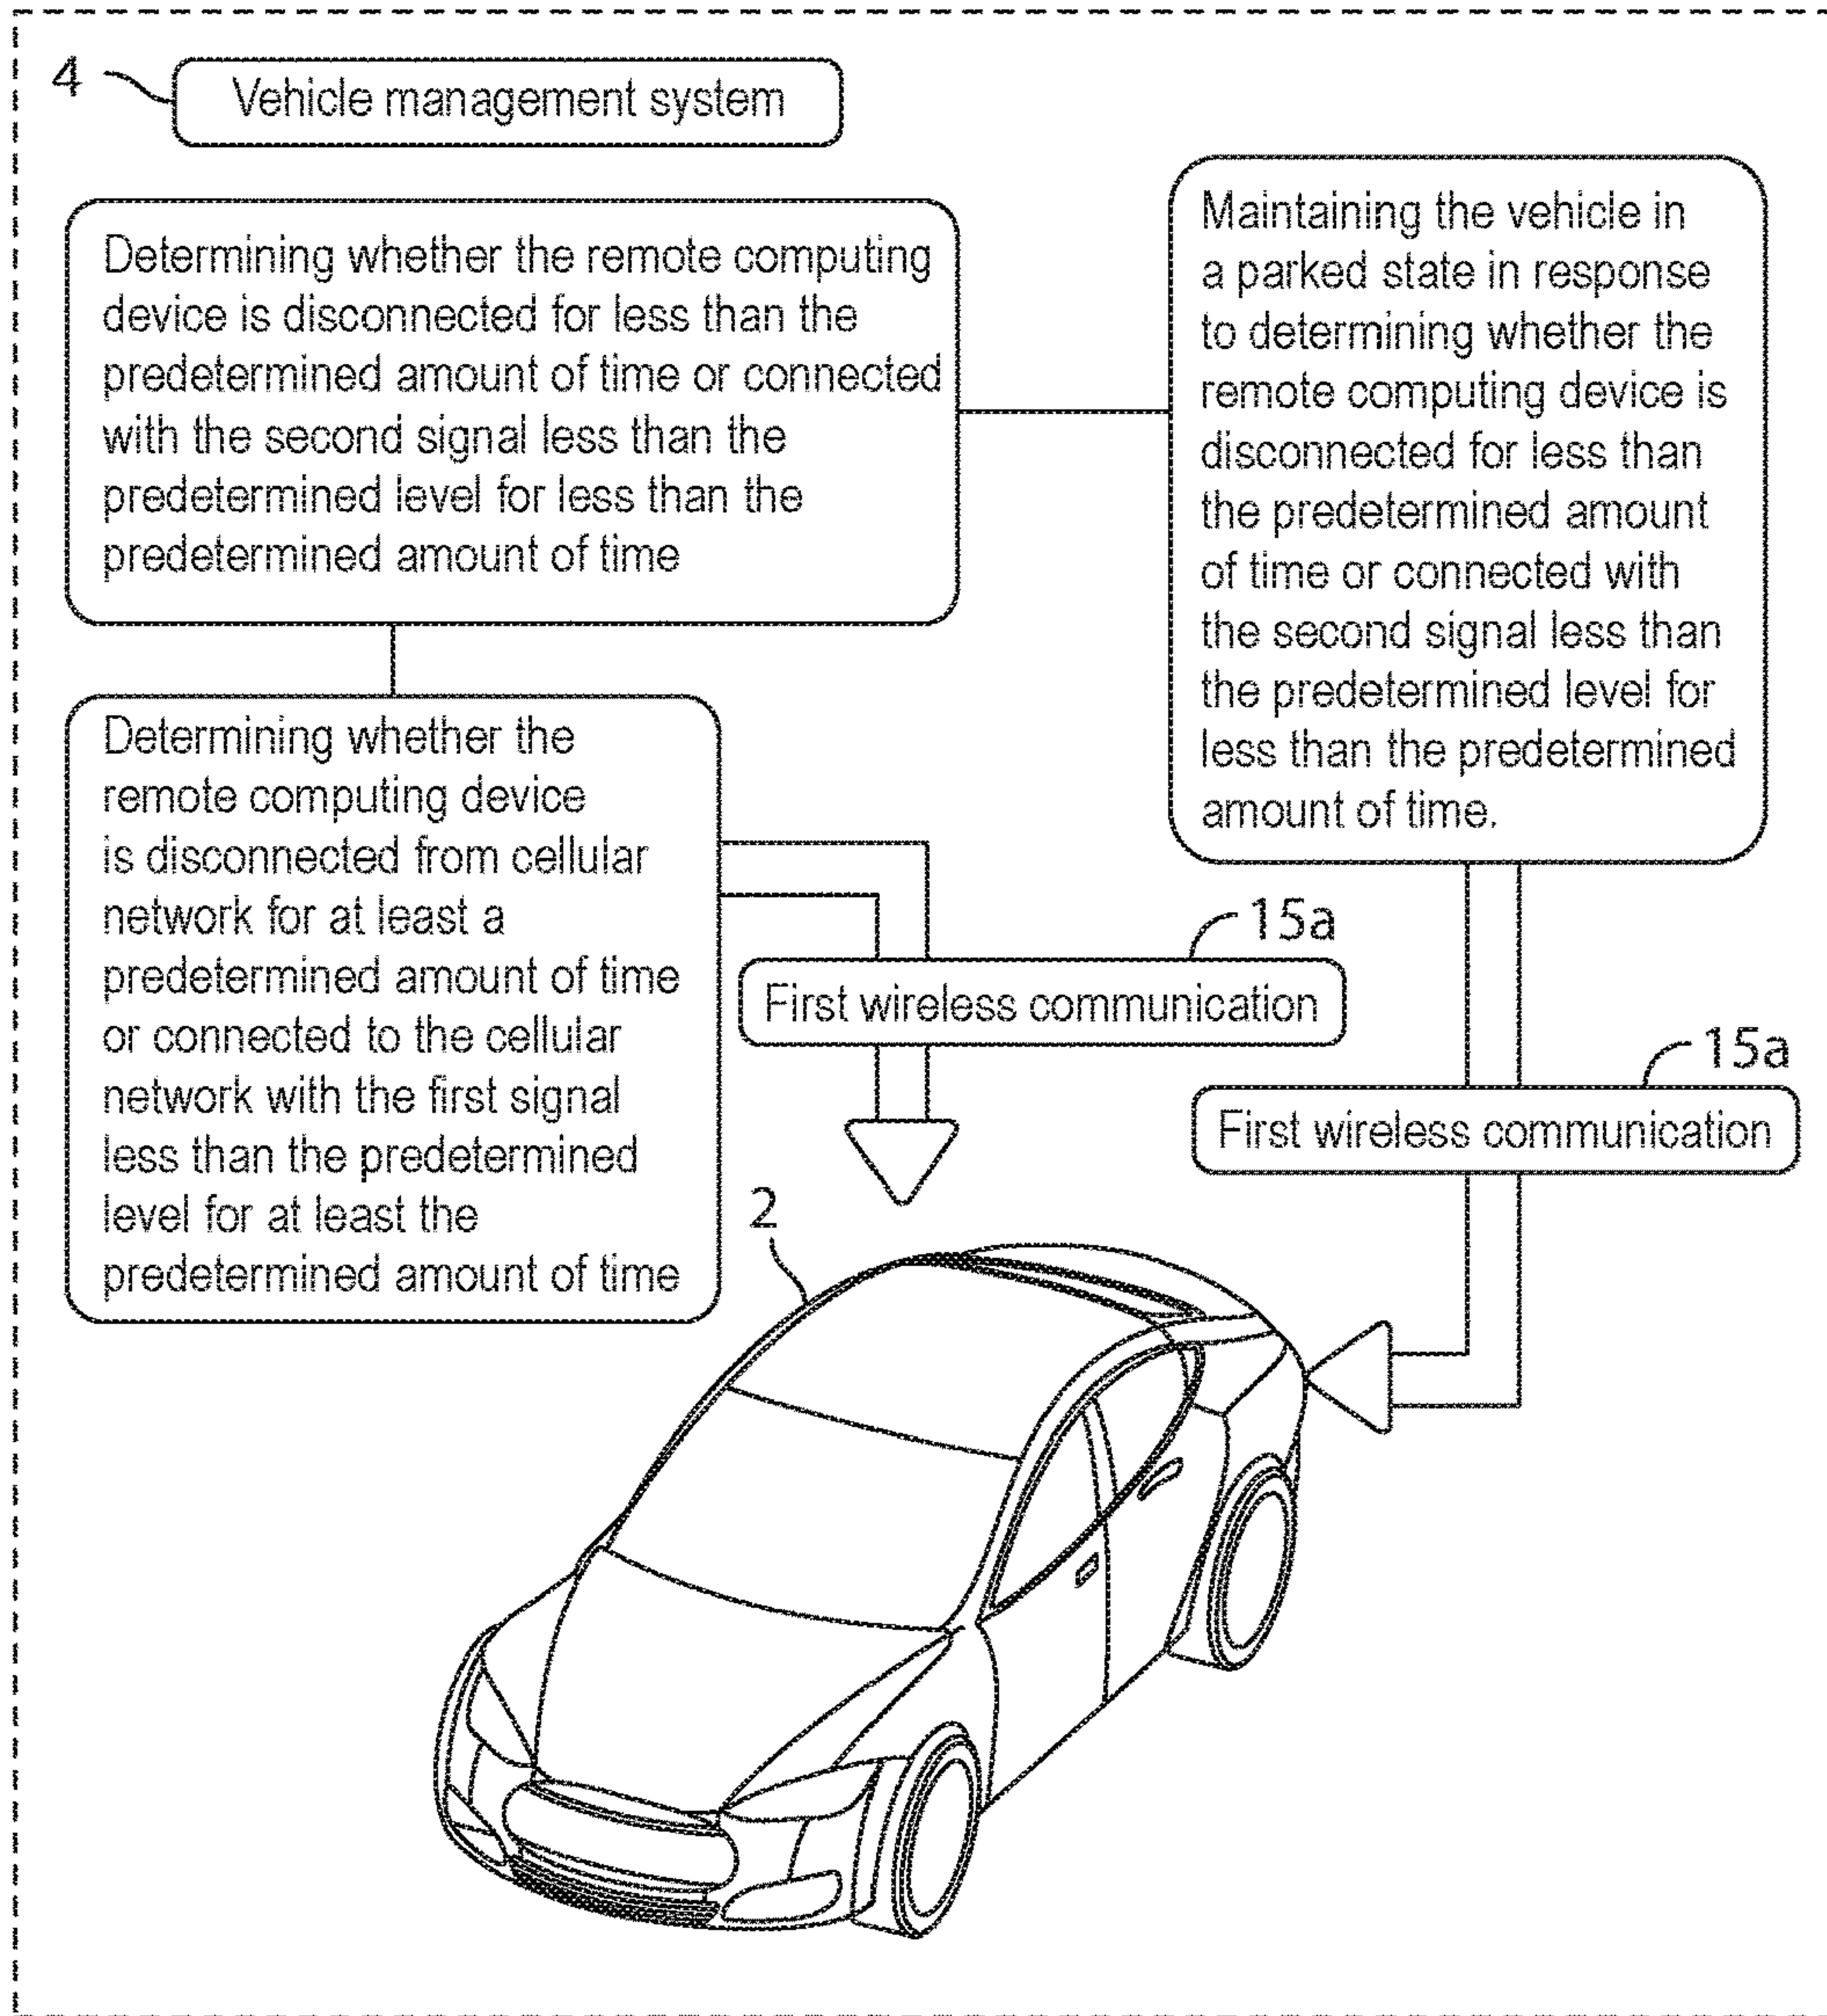 4
Vehicle management system
Determining whether the remote computing
device is disconnected for less than the
predetermined amount of time or connected
with the second signal less than the
predetermined level for less than the
predetermined amount of time
Maintaining the vehicle in
a parked state in response
to determining whether the
remote computing device is
disconnected for less than
the predetermined amount
of time or connected with
the second signal less than
the predetermined level for
less than the predetermined
amount of time.
Determining whether the
remote computing device
is disconnected from cellular
network for at least a
predetermined amount of time
or connected to the cellular
network with the first signal
less than the predetermined
level for at least the
predetermined amount of time
15a
First wireless communication
15a
First wireless communication
2